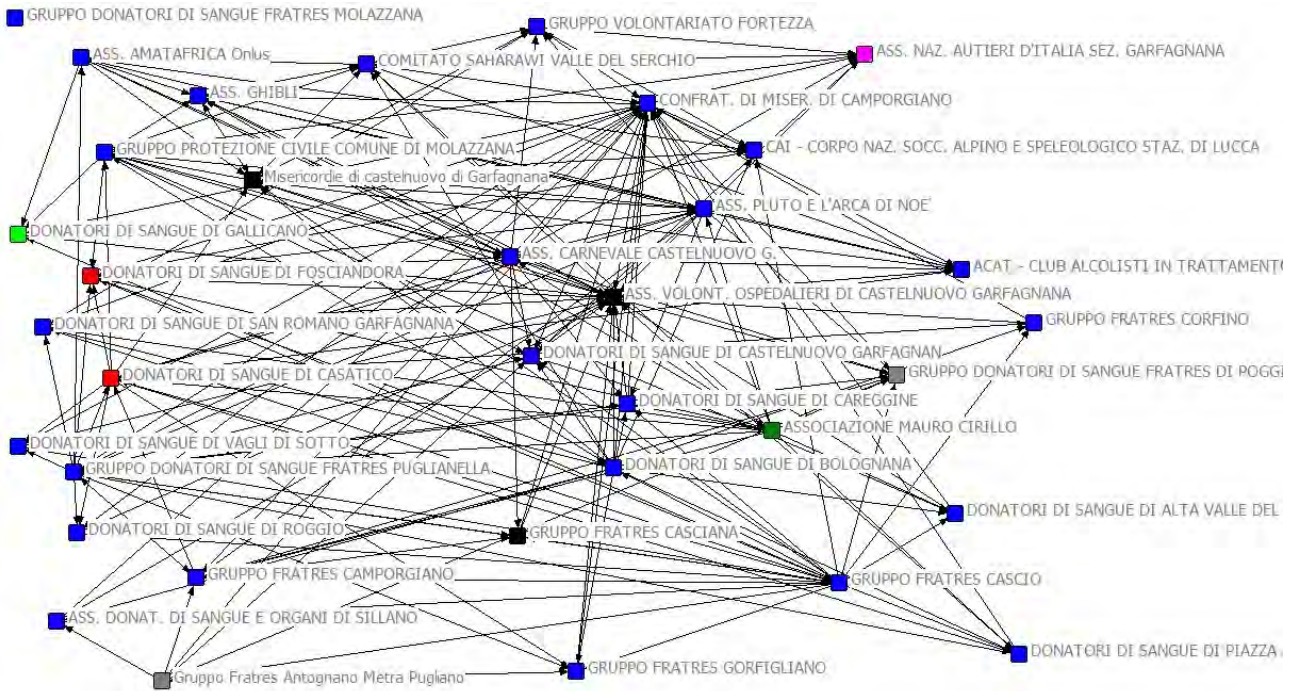 GRUPPO DONATORI DI SANGUE FRATRES MOLAZZANA
GRUPPO VOLONTARIATO FORTEZZA
ASS. NAZ. AUTIERI D'ITALIA SEZ. GARFAGNANA
ASS. AMATAFRICA Onlus
COMITATO SAHARAWI VALLE DEL SERCHIO
ASS. GHIBLI
CONFRAT. DI MISER. DI CAMPORGIANO
GRUPPO PROTEZIONE CIVILE COMUNE DI MOLAZZANA
CAI - CORPO NAZ. SOCC. ALPINO E SPELEOLOGICO STAZ. DI LUCCA
Misericordie di castelnuovo di Garfagnana
ASS. PLUTO E L'ARCA DI NOE'
DONATORI DI SANGUE DI GALLICANO
ASS. CARNEVALE CASTELNUOVO G.
DONATORI DI SANGUE DI FOSCIANDORA
ACAT - CLUB ALCOLISTI IN TRATTAMENT
ASS. VOLONT. OSPEDALIERI DI CASTELNUOVO GARFAGNANA
DONATORI DI SANGUE DI SAN ROMANO GARFAGNANA
GRUPPO FRATRES CORFINO
DONATORI DI SANGUE DI CASTELNUOVO GARFAGNAN
DONATORI DI SANGUE DI CASATICO
GRUPPO DONATORI DI SANGUE FRATRES DI POGGI
DONATORI DI SANGUE DI CAREGGINE
ASSOCIAZIONE MAURO CIRILLO
DONATORI DI SANGUE DI VAGLI DI SOTTO
GRUPPO DONATORI DI SANGUE FRATRES PUGLIANELLA
DONATORI DI SANGUE DI BOLOGNANA
DONATORI DI SANGUE DI ALTA VALLE DEL
DONATORI DI SANGUE DI ROGGIO
GRUPPO FRATRES CASCIANA
GRUPPO FRATRES CAMPORGIANO
GRUPPO FRATRES CASCIO
ASS. DONAT. DI SANGUE E ORGANI DI SILLANO
DONATORI DI SANGUE DI PIAZZA
GRUPPO FRATRES GORFIGLIANO
Gruppo Fratres Antognano Metra Pugliano